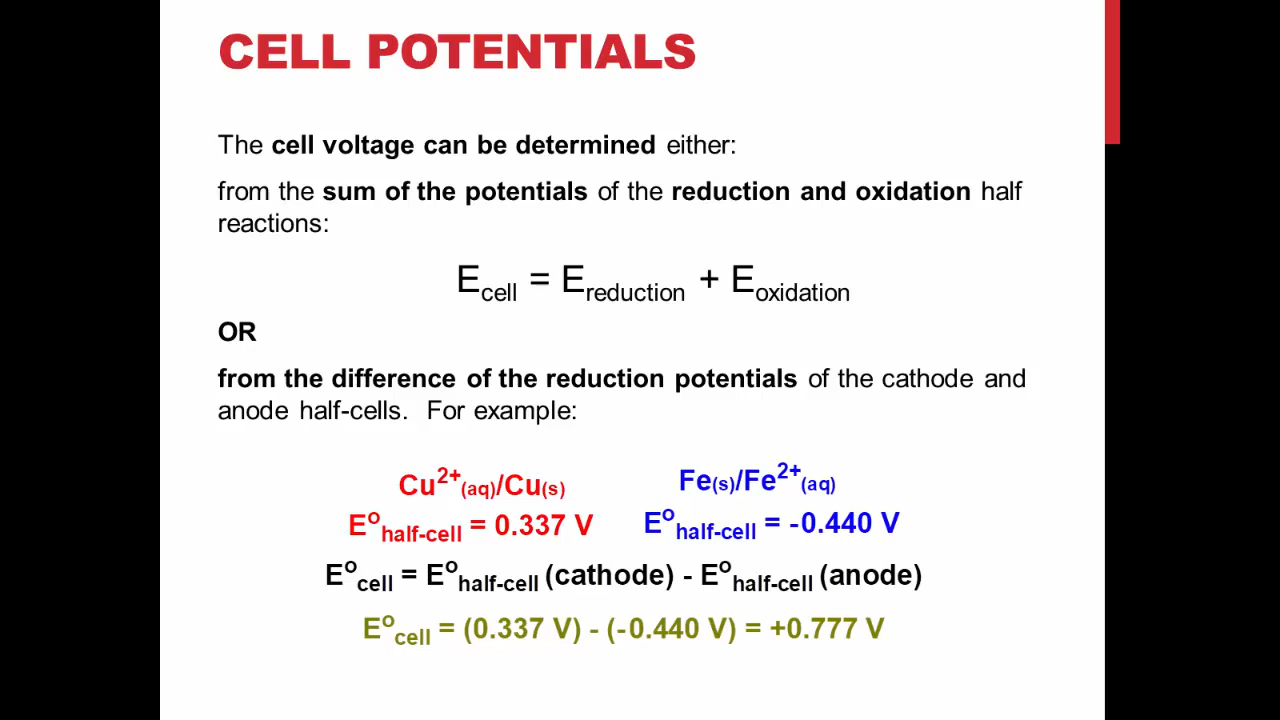 CELL POTENTIALS
The cell voltage can be determined either:
from the sum of the potentials of the reduction and oxidation half
reactions:
E_cell = E_reduction + E_oxidation
OR
from the difference of the reduction potentials of the cathode and
anode half-cells. For example:
Cu²⁺(aq)/Cu(s)
Fe(s)/Fe²⁺(aq)
E°half-cell = 0.337 V
E°half-cell = -0.440 V
E°cell = E°half-cell (cathode) - E°half-cell (anode)
E°cell = (0.337 V) - (-0.440 V) = +0.777 V